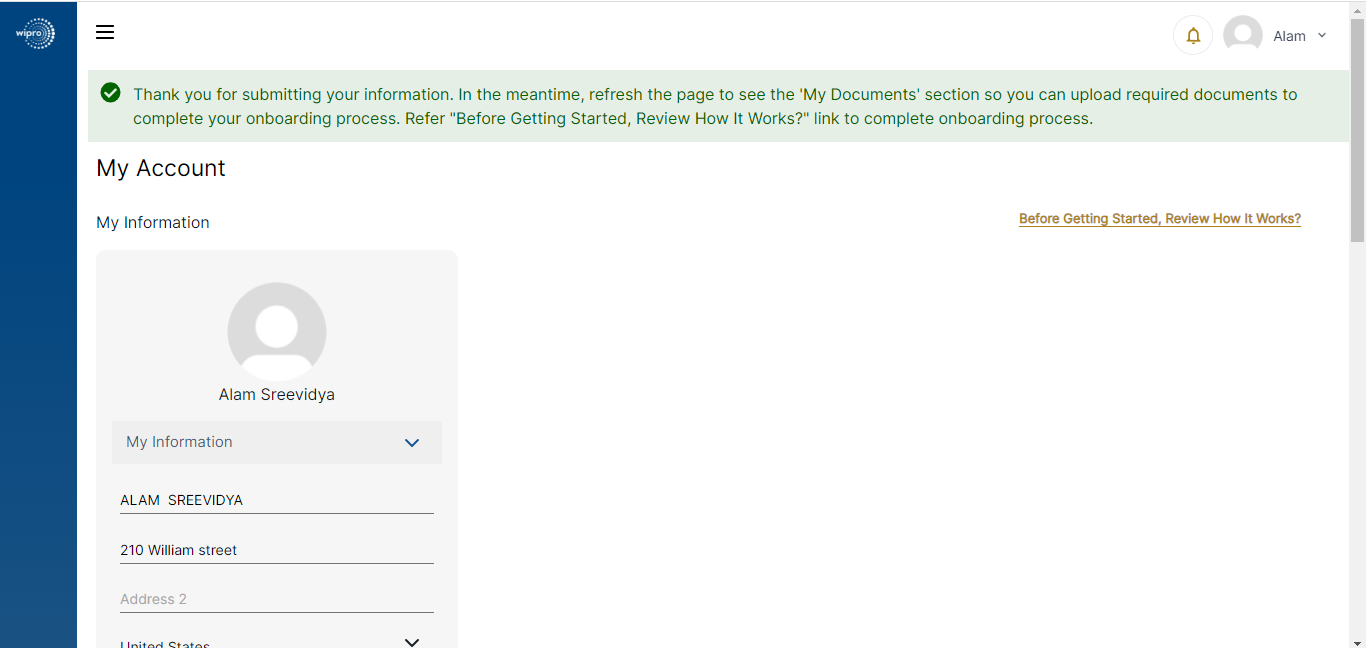 wipro
Alam
Thank you for submitting your information. In the meantime, refresh the page to see the 'My Documents' section so you can upload required documents to
complete your onboarding process. Refer "Before Getting Started, Review How It Works?" link to complete onboarding process.
My Account
My Information
Before Getting Started, Review How It Works?
Alam Sreevidya
My Information
ALAM  SREEVIDYA
210 William street
Address 2
United States